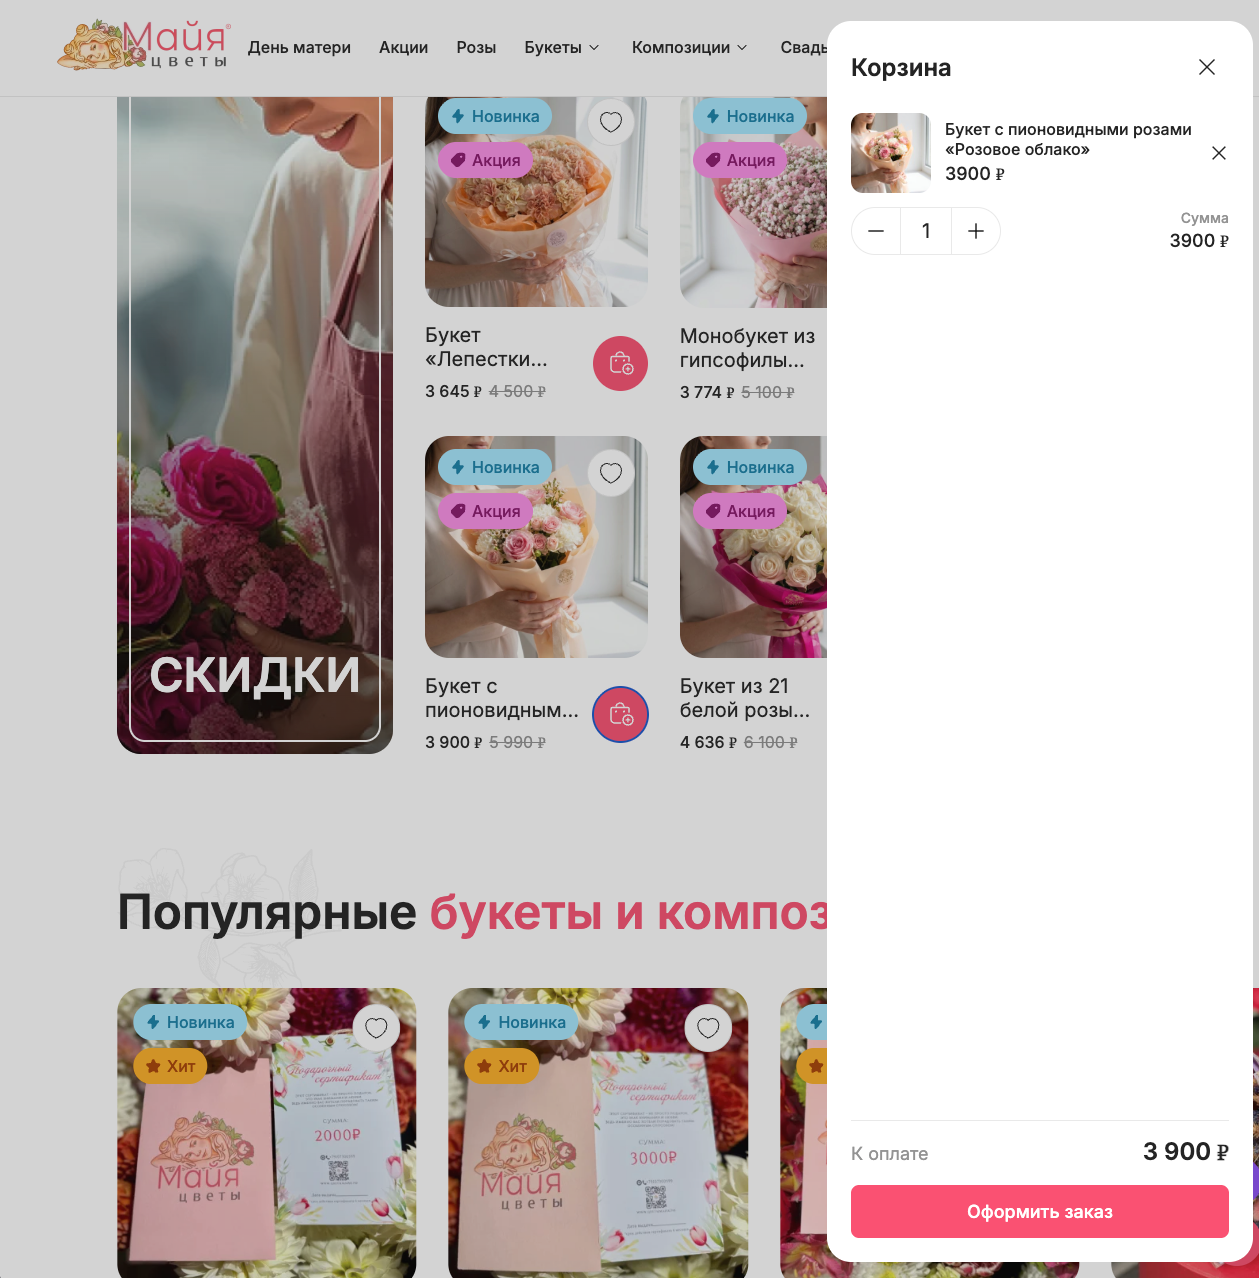 Майя®
цветы
День матери
Акции
Розы
Букеты
Композиции
Новинка
Акция
Новинка
Акция
Букет
«Лепестки...
3 645 ₽ 4 500 ₽
Монобукет из
гипсофилы...
3 774 ₽ 5 100 ₽
Новинка
Акция
Новинка
Акция
СКИДКИ
Букет с
пионовидным...
3 900 ₽ 5 990 ₽
Букет из 21
белой розы...
4 636 ₽ 6 100 ₽
Популярные букеты и
Новинка
Хит
Подарочный
сертификат
СУММА:
2000₽
Майя
цветы
Новинка
Хит
Подарочный
сертификат
СУММА:
3000₽
Майя
цветы
Корзина
Букет с пионовидными розами
«Розовое облако»
3900 ₽
1
Сумма
3900 ₽
К оплате
3 900 ₽
Оформить заказ